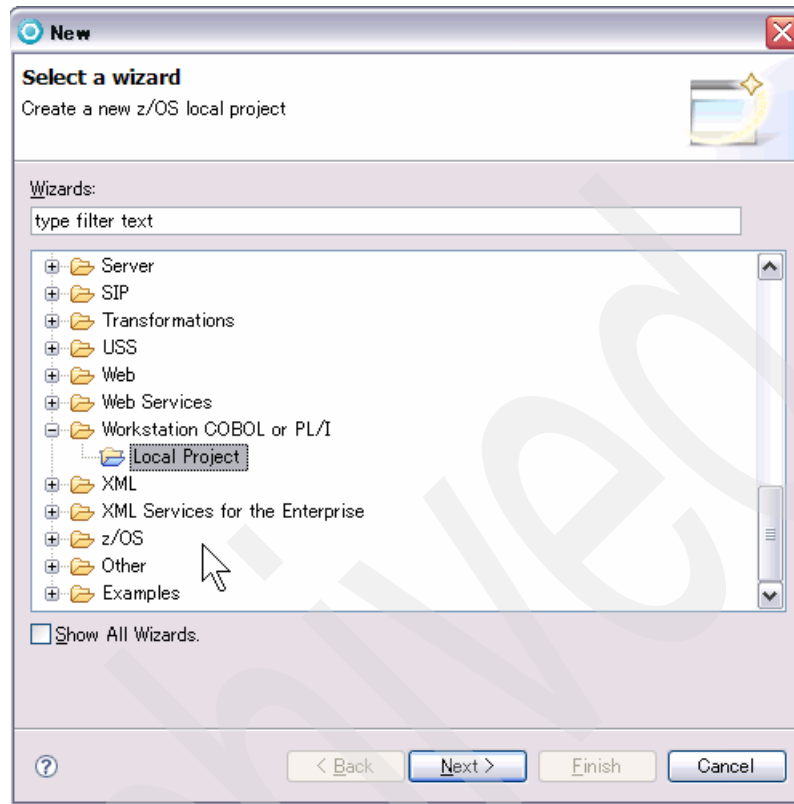 New
Select a wizard
Create a new z/OS local project
Wizards:
type filter text
Server
SIP
Transformations
USS
Web
Web Services
Workstation COBOL or PL/I
Local Project
XML
XML Services for the Enterprise
z/OS
Other
Examples
Show All Wizards.
? < Back Next > Finish Cancel